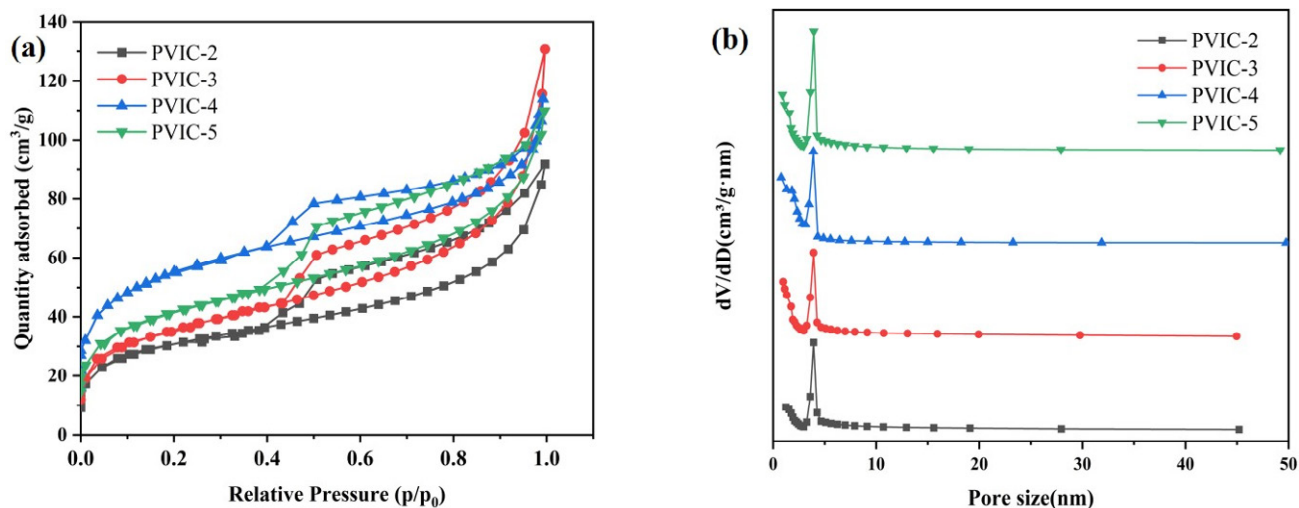 (a)
PVIC-2
PVIC-3
PVIC-4
PVIC-5
Quantity adsorbed (cm³/g)
140
120
100
80
60
40
20
0
0.0 0.2 0.4 0.6 0.8 1.0
Relative Pressure (p/p₀)
(b)
PVIC-2
PVIC-3
PVIC-4
PVIC-5
dV/dD(cm³/g·nm)
0 10 20 30 40 50
Pore size(nm)